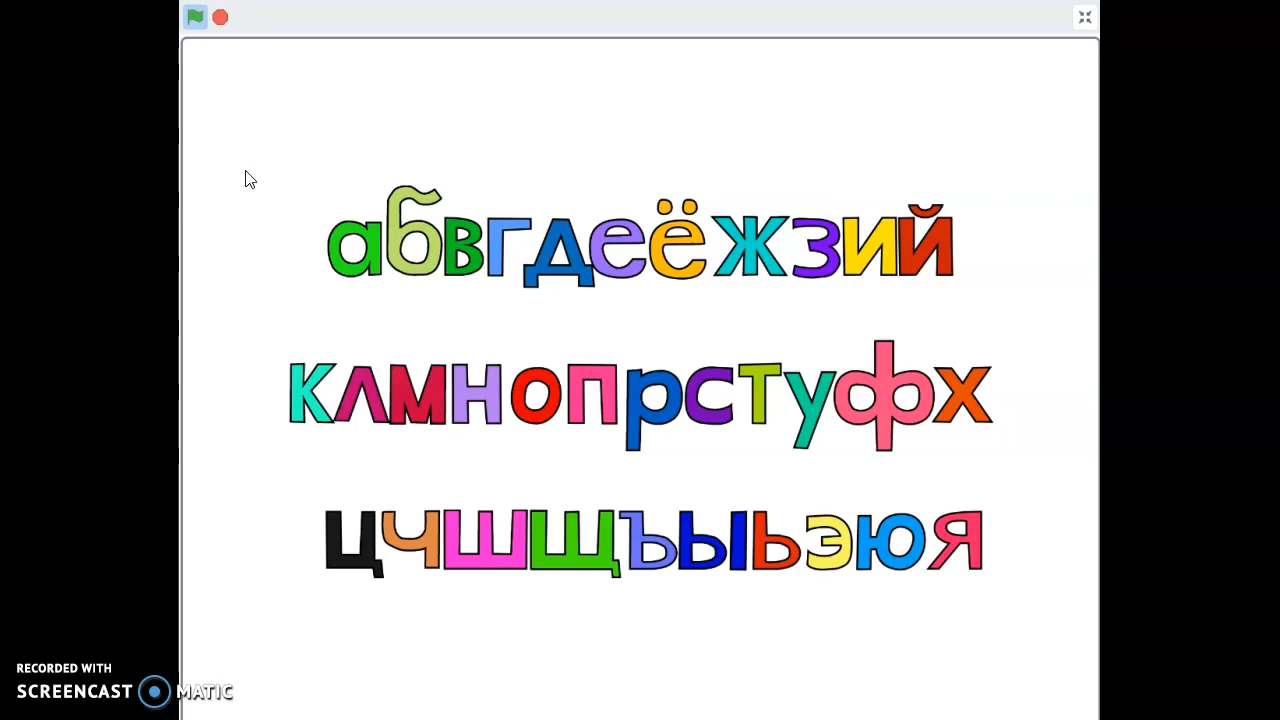 абвгдеёжзий
клмнопрстуфх
цчшщъыьэюя
RECORDED WITH
SCREENCAST MATIC